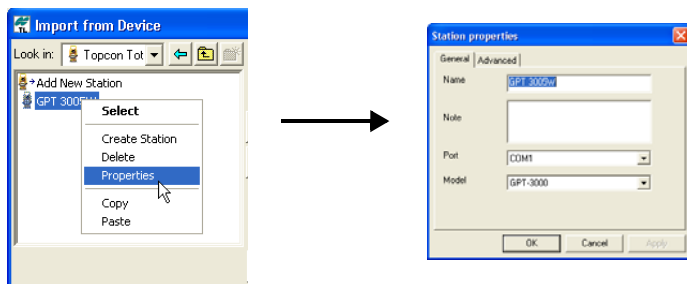 Import from Device
Look in: Topcon Tot
Add New Station
GPT 3005W
Select
Create Station
Delete
Properties
Copy
Paste
Station properties
General Advanced
Name GPT 3005w
Note
Port COM1
Model GPT-3000
OK Cancel Apply